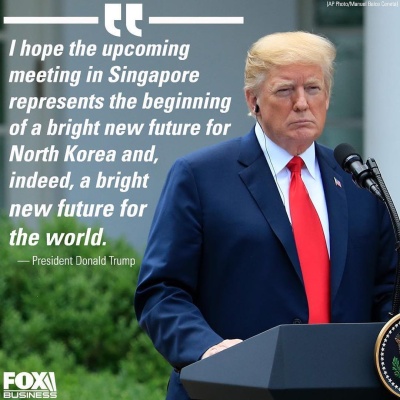 [AP Photo/Manuel Balce Ceneta]
I hope the upcoming
meeting in Singapore
represents the beginning
of a bright new future for
North Korea and,
indeed, a bright
new future for
the world.
— President Donald Trump
FOX
BUSINESS